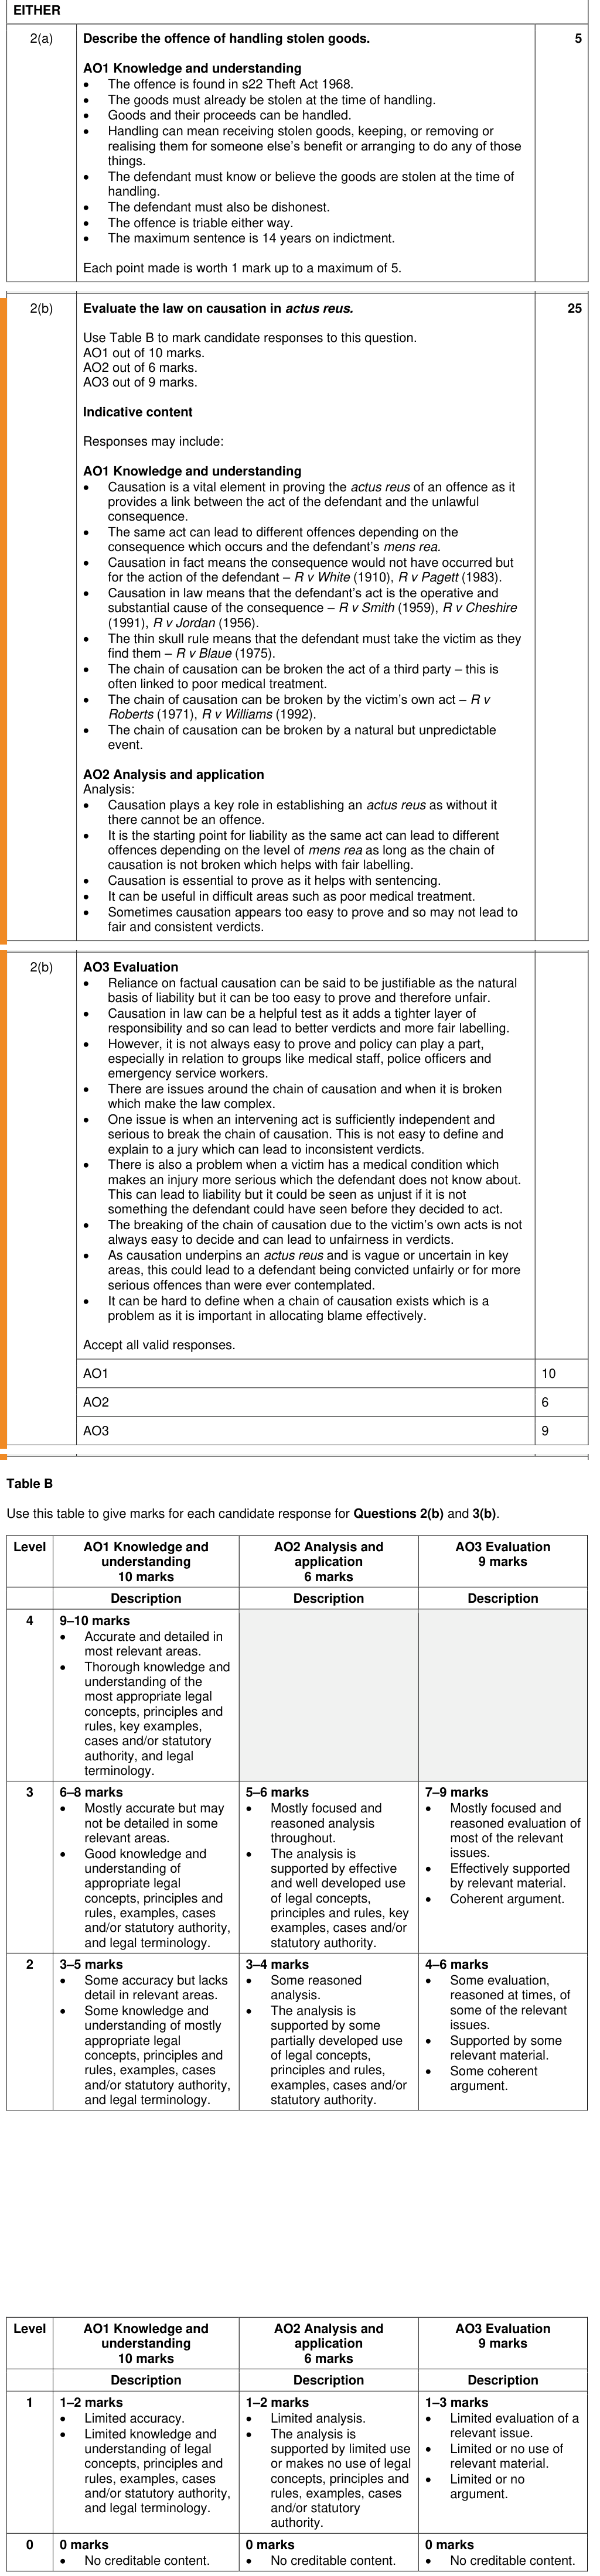 EITHER
2(a)
Describe the offence of handling stolen goods.
5
AO1 Knowledge and understanding
• The offence is found in s22 Theft Act 1968.
• The goods must already be stolen at the time of handling.
• Goods and their proceeds can be handled.
• Handling can mean receiving stolen goods, keeping, or removing or
realising them for someone else's benefit or arranging to do any of those
things.
• The defendant must know or believe the goods are stolen at the time of
handling.
• The defendant must also be dishonest.
• The offence is triable either way.
• The maximum sentence is 14 years on indictment.
Each point made is worth 1 mark up to a maximum of 5.
2(b)
Evaluate the law on causation in actus reus.
25
Use Table B to mark candidate responses to this question.
AO1 out of 10 marks.
AO2 out of 6 marks.
AO3 out of 9 marks.
Indicative content
Responses may include:
AO1 Knowledge and understanding
• Causation is a vital element in proving the actus reus of an offence as it
provides a link between the act of the defendant and the unlawful
consequence.
• The same act can lead to different offences depending on the
consequence which occurs and the defendant's mens rea.
• Causation in fact means the consequence would not have occurred but
for the action of the defendant – R v White (1910), R v Pagett (1983).
• Causation in law means that the defendant's act is the operative and
substantial cause of the consequence – R v Smith (1959), R v Cheshire
(1991), R v Jordan (1956).
• The thin skull rule means that the defendant must take the victim as they
find them – R v Blaue (1975).
• The chain of causation can be broken the act of a third party – this is
often linked to poor medical treatment.
• The chain of causation can be broken by the victim's own act – R v
Roberts (1971), R v Williams (1992).
• The chain of causation can be broken by a natural but unpredictable
event.
AO2 Analysis and application
Analysis:
• Causation plays a key role in establishing an actus reus as without it
there cannot be an offence.
• It is the starting point for liability as the same act can lead to different
offences depending on the level of mens rea as long as the chain of
causation is not broken which helps with fair labelling.
• Causation is essential to prove as it helps with sentencing.
• It can be useful in difficult areas such as poor medical treatment.
• Sometimes causation appears too easy to prove and so may not lead to
fair and consistent verdicts.
2(b)
AO3 Evaluation
• Reliance on factual causation can be said to be justifiable as the natural
basis of liability but it can be too easy to prove and therefore unfair.
• Causation in law can be a helpful test as it adds a tighter layer of
responsibility and so can lead to better verdicts and more fair labelling.
• However, it is not always easy to prove and policy can play a part,
especially in relation to groups like medical staff, police officers and
emergency service workers.
• There are issues around the chain of causation and when it is broken
which make the law complex.
• One issue is when an intervening act is sufficiently independent and
serious to break the chain of causation. This is not easy to define and
explain to a jury which can lead to inconsistent verdicts.
• There is also a problem when a victim has a medical condition which
makes an injury more serious which the defendant does not know about.
This can lead to liability but it could be seen as unjust if it is not
something the defendant could have seen before they decided to act.
• The breaking of the chain of causation due to the victim's own acts is not
always easy to decide and can lead to unfairness in verdicts.
• As causation underpins an actus reus and is vague or uncertain in key
areas, this could lead to a defendant being convicted unfairly or for more
serious offences than were ever contemplated.
• It can be hard to define when a chain of causation exists which is a
problem as it is important in allocating blame effectively.
Accept all valid responses.
AO1 10
AO2 6
AO3 9
Table B
Use this table to give marks for each candidate response for Questions 2(b) and 3(b).
Level
AO1 Knowledge and
understanding
10 marks
AO2 Analysis and
application
6 marks
AO3 Evaluation
9 marks
Description
Description
Description
4
9–10 marks
• Accurate and detailed in
most relevant areas.
• Thorough knowledge and
understanding of the
most appropriate legal
concepts, principles and
rules, key examples,
cases and/or statutory
authority, and legal
terminology.
3
6–8 marks
• Mostly accurate but may
not be detailed in some
relevant areas.
• Good knowledge and
understanding of
appropriate legal
concepts, principles and
rules, examples, cases
and/or statutory authority,
and legal terminology.
5–6 marks
• Mostly focused and
reasoned analysis
throughout.
• The analysis is
supported by effective
and well developed use
of legal concepts,
principles and rules, key
examples, cases and/or
statutory authority.
7–9 marks
• Mostly focused and
reasoned evaluation of
most of the relevant
issues.
• Effectively supported
by relevant material.
• Coherent argument.
2
3–5 marks
• Some accuracy but lacks
detail in relevant areas.
• Some knowledge and
understanding of mostly
appropriate legal
concepts, principles and
rules, examples, cases
and/or statutory authority,
and legal terminology.
3–4 marks
• Some reasoned
analysis.
• The analysis is
supported by some
partially developed use
of legal concepts,
principles and rules,
examples, cases and/or
statutory authority.
4–6 marks
• Some evaluation,
reasoned at times, of
some of the relevant
issues.
• Supported by some
relevant material.
• Some coherent
argument.
Level
AO1 Knowledge and
understanding
10 marks
AO2 Analysis and
application
6 marks
AO3 Evaluation
9 marks
Description
Description
Description
1
1–2 marks
• Limited accuracy.
• Limited knowledge and
understanding of legal
concepts, principles and
rules, examples, cases
and/or statutory authority,
and legal terminology.
1–2 marks
• Limited analysis.
• The analysis is
supported by limited use
or makes no use of legal
concepts, principles and
rules, examples, cases
and/or statutory
authority.
1–3 marks
• Limited evaluation of a
relevant issue.
• Limited or no use of
relevant material.
• Limited or no
argument.
0
0 marks
• No creditable content.
0 marks
• No creditable content.
0 marks
• No creditable content.